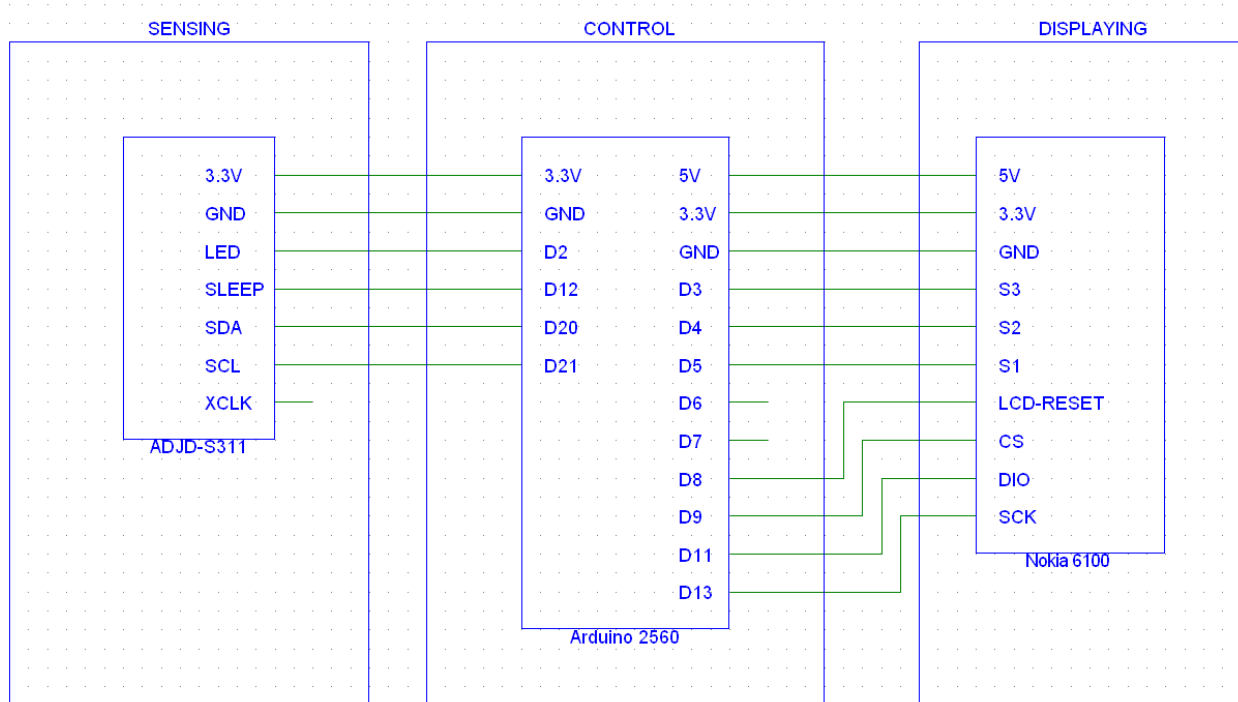 SENSING
CONTROL
DISPLAYING
3.3V
GND
LED
SLEEP
SDA
SCL
XCLK
ADJD-S311
3.3V
GND
D2
D12
D20
D21
5V
3.3V
GND
D3
D4
D5
D6
D7
D8
D9
D11
D13
Arduino 2560
5V
3.3V
GND
S3
S2
S1
LCD-RESET
CS
DIO
SCK
Nokia 6100